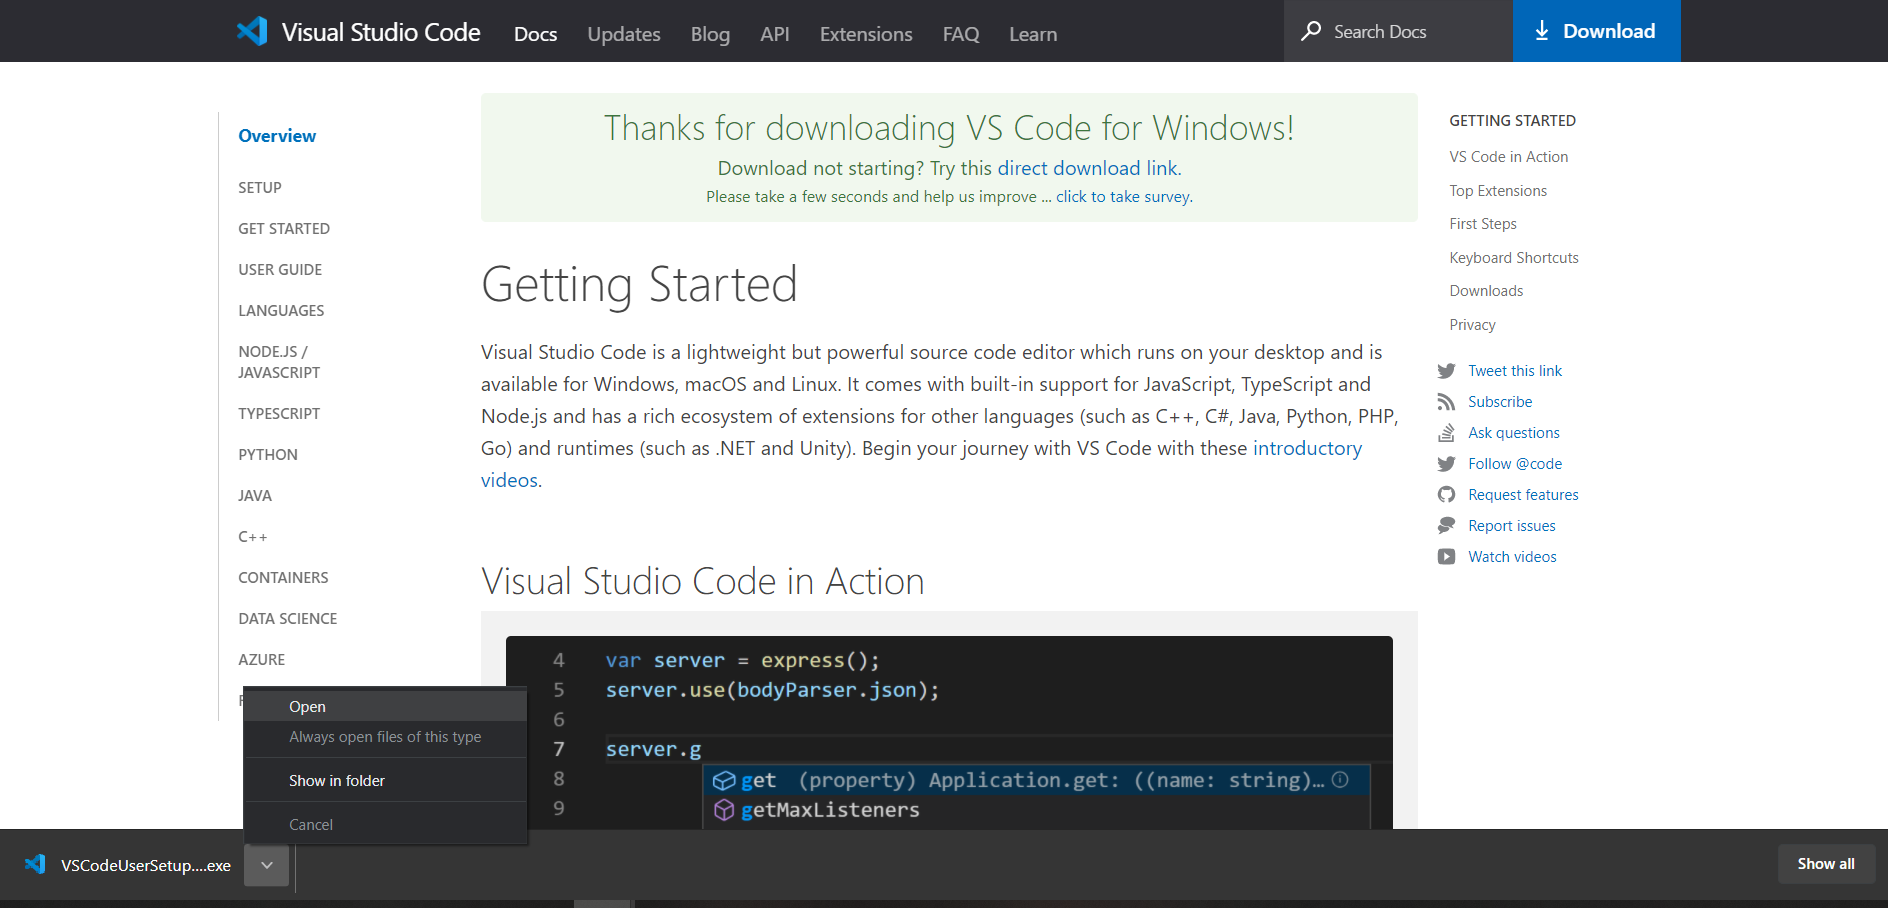 Visual Studio Code
Docs
Updates
Blog
API
Extensions
FAQ
Learn
Search Docs
Download
Overview
SETUP
GET STARTED
USER GUIDE
LANGUAGES
NODE.JS /
JAVASCRIPT
TYPESCRIPT
PYTHON
JAVA
C++
CONTAINERS
DATA SCIENCE
AZURE
Thanks for downloading VS Code for Windows!
Download not starting? Try this direct download link.
Please take a few seconds and help us improve ... click to take survey.
Getting Started
Visual Studio Code is a lightweight but powerful source code editor which runs on your desktop and is
available for Windows, macOS and Linux. It comes with built-in support for JavaScript, TypeScript and
Node.js and has a rich ecosystem of extensions for other languages (such as C++, C#, Java, Python, PHP,
Go) and runtimes (such as .NET and Unity). Begin your journey with VS Code with these introductory
videos.
Visual Studio Code in Action
4 var server = express();
5 server.use(bodyParser.json);
6
7 server.g
8 get (property) Application.get: ((name: string)…
9 getMaxListeners
GETTING STARTED
VS Code in Action
Top Extensions
First Steps
Keyboard Shortcuts
Downloads
Privacy
Tweet this link
Subscribe
Ask questions
Follow @code
Request features
Report issues
Watch videos
Open
Always open files of this type
Show in folder
Cancel
VSCodeUserSetup....exe
Show all